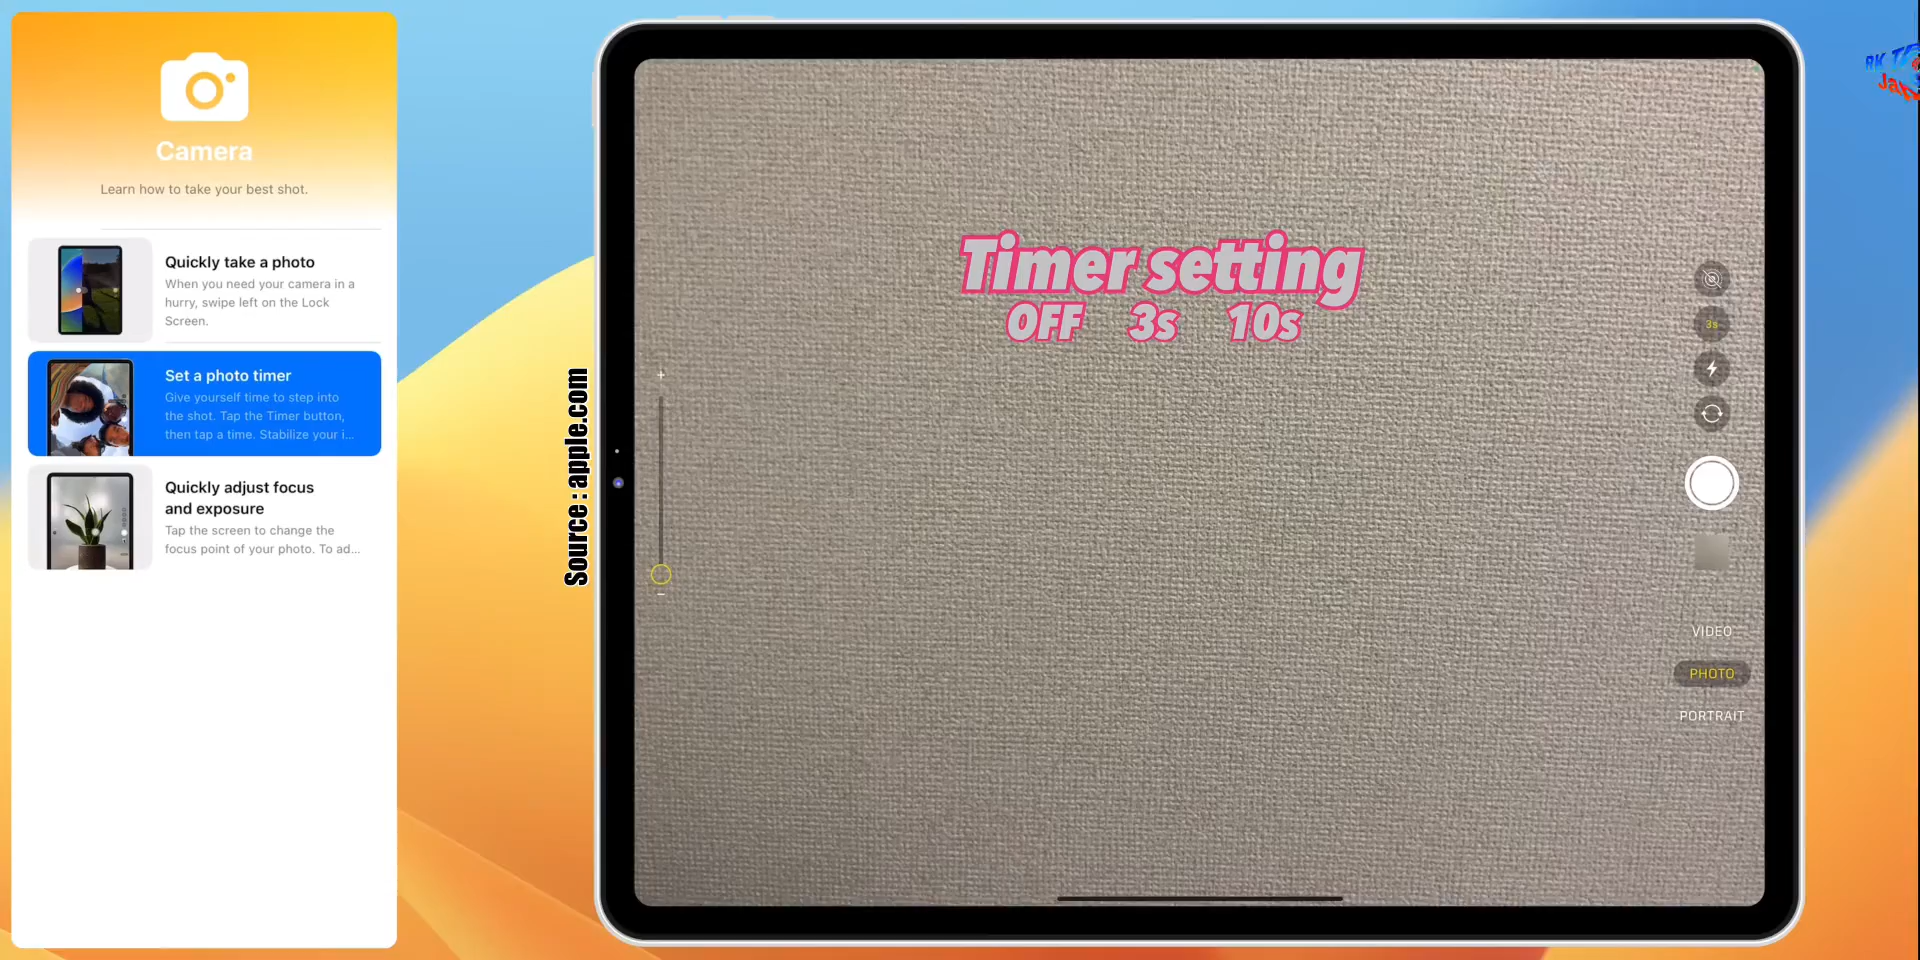 Camera
Learn how to take your best shot.
Quickly take a photo
When you need your camera in a
hurry, swipe left on the Lock
Screen.
Set a photo timer
Give yourself time to step into
the shot. Tap the Timer button,
then tap a time. Stabilize your i...
Quickly adjust focus
and exposure
Tap the screen to change the
focus point of your photo. To ad...
Source : apple.com
Timer setting
OFF 3s 10s
3s
VIDEO
PHOTO
PORTRAIT
RK